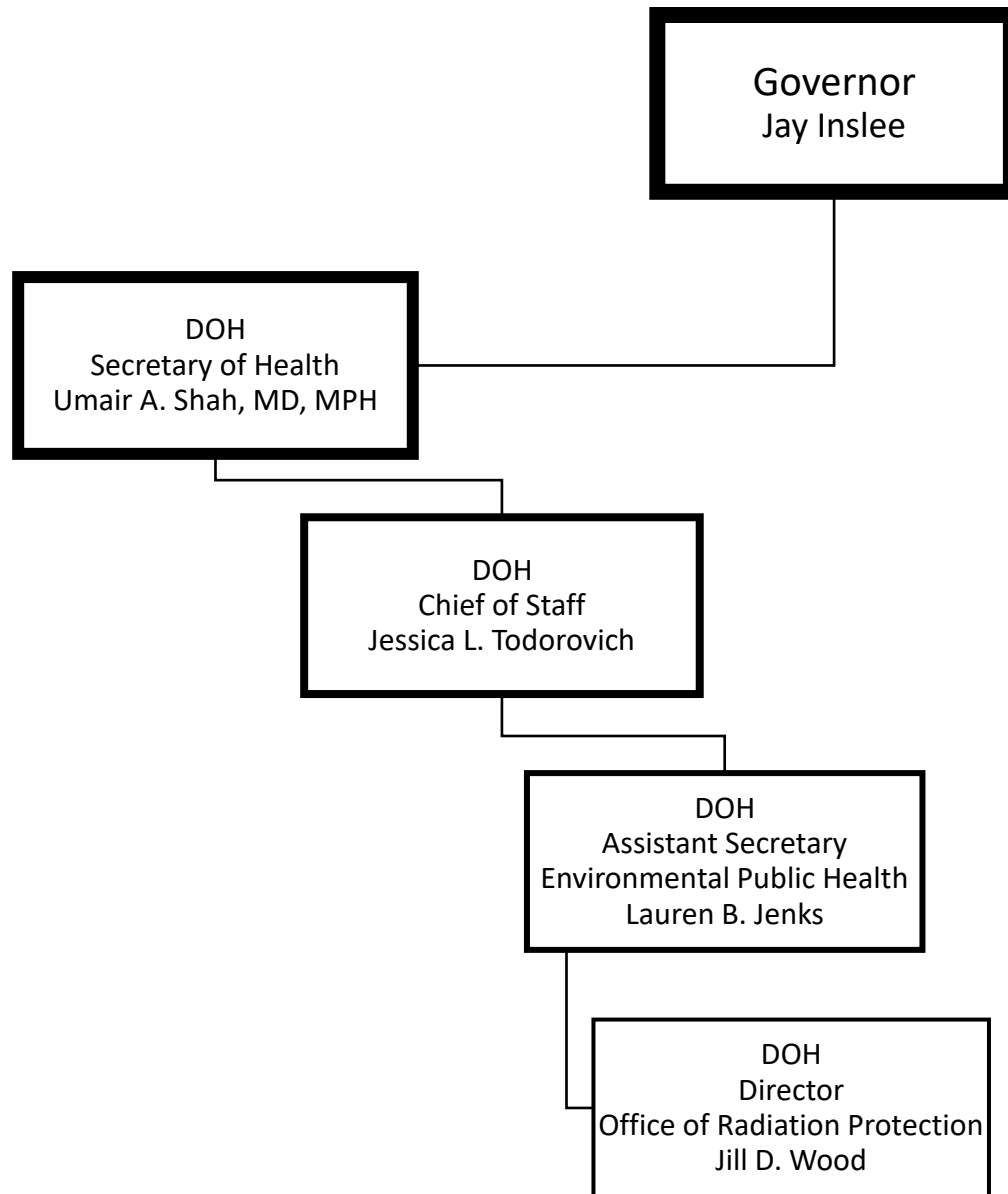 Governor
Jay Inslee
DOH
Secretary of Health
Umair A. Shah, MD, MPH
DOH
Chief of Staff
Jessica L. Todorovich
DOH
Assistant Secretary
Environmental Public Health
Lauren B. Jenks
DOH
Director
Office of Radiation Protection
Jill D. Wood